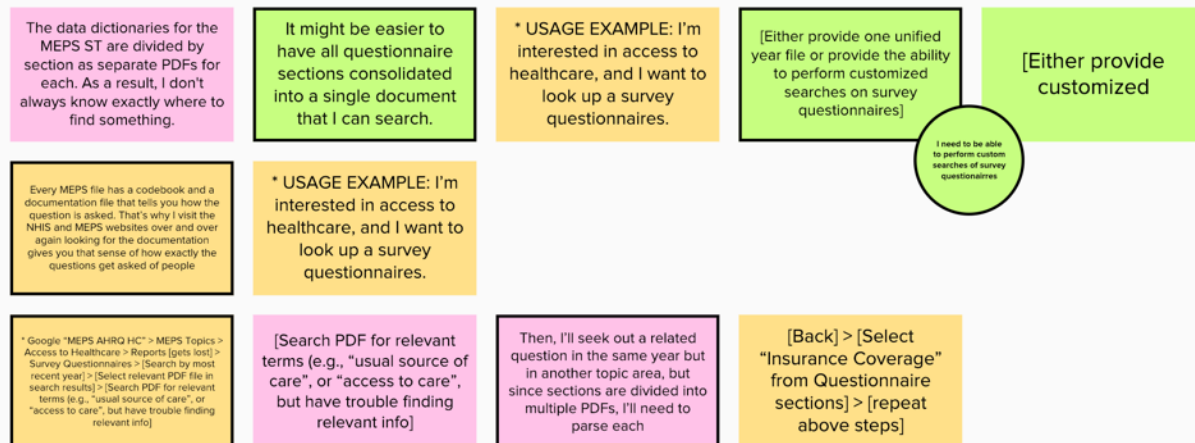 The data dictionaries for the
MEPS ST are divided by
section as separate PDFs for
each. As a result, I don't
always know exactly where to
find something.
It might be easier to
have all questionnaire
sections consolidated
into a single document
that I can search.
* USAGE EXAMPLE: I'm
interested in access to
healthcare, and I want to
look up a survey
questionnaires.
[Either provide one unified
year file or provide the ability
to perform customized
searches on survey
questionnaires]
[Either provide
customized
I need to be able
to perform custom
searches of survey
questionairres
Every MEPS file has a codebook and a
documentation file that tells you how the
question is asked. That's why I visit the
NHIS and MEPS websites over and over
again looking for the documentation
gives you that sense of how exactly the
questions get asked of people
* USAGE EXAMPLE: I'm
interested in access to
healthcare, and I want to
look up a survey
questionnaires.
* Google "MEPS AHRQ HC" > MEPS Topics >
Access to Healthcare > Reports [gets lost] >
Survey Questionnaires > [Search by most
recent year] > [Select relevant PDF file in
search results] > [Search PDF for relevant
terms (e.g., "usual source of care", or
"access to care", but have trouble finding
relevant info]
[Search PDF for relevant
terms (e.g., "usual source of
care", or "access to care",
but have trouble finding
relevant info]
Then, I'll seek out a related
question in the same year but
in another topic area, but
since sections are divided into
multiple PDFs, I'll need to
parse each
[Back] > [Select
"Insurance Coverage"
from Questionnaire
sections] > [repeat
above steps]